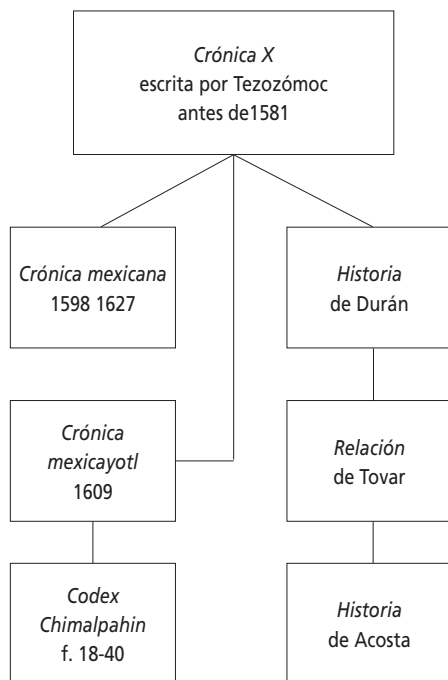 Crónica X
escrita por Tezozómoc
antes de1581
Crónica mexicana
1598 1627
Historia
de Durán
Crónica
mexicayotl
1609
Relación
de Tovar
Codex
Chimalpahin
f. 18-40
Historia
de Acosta